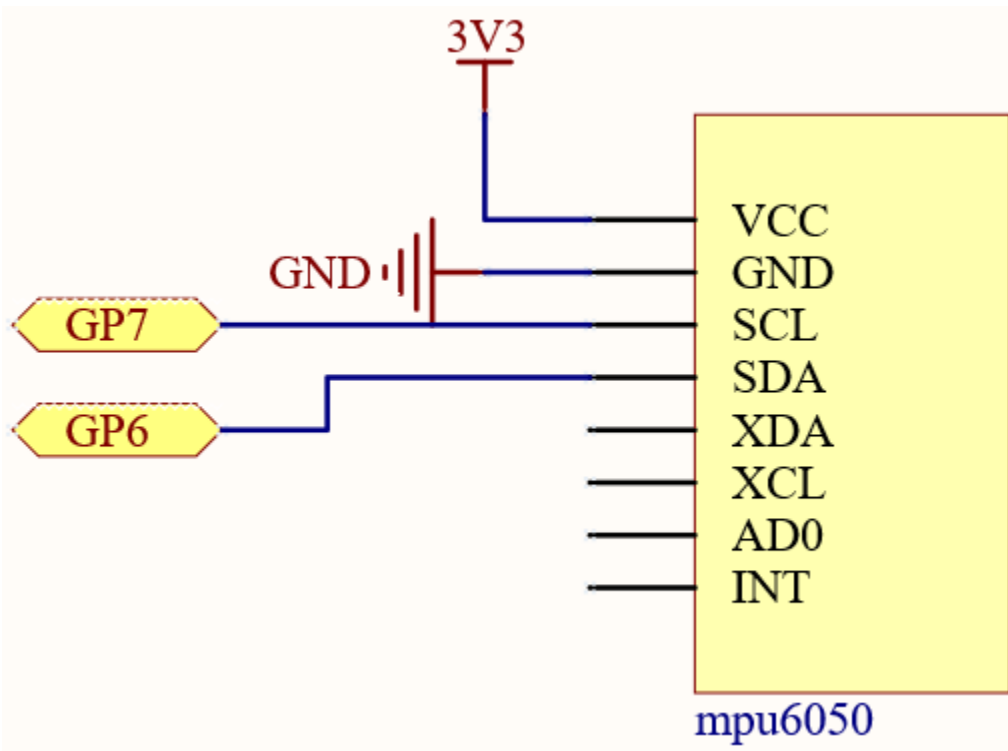 3V3
VCC
GND GND
GP7 SCL
SDA
GP6 XDA
XCL
AD0
INT
mpu6050